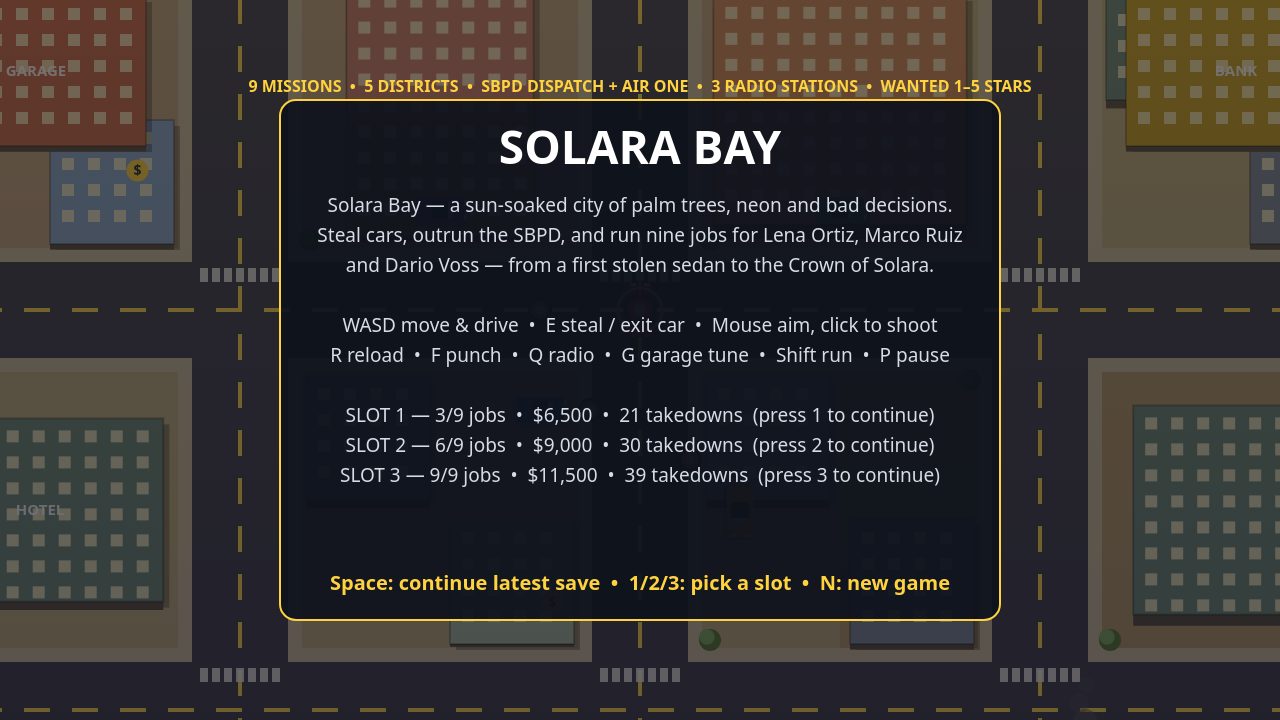 GARAGE
BANK
9 MISSIONS • 5 DISTRICTS • SBPD DISPATCH + AIR ONE • 3 RADIO STATIONS • WANTED 1–5 STARS
SOLARA BAY
$
Solara Bay — a sun-soaked city of palm trees, neon and bad decisions.
Steal cars, outrun the SBPD, and run nine jobs for Lena Ortiz, Marco Ruiz
and Dario Voss — from a first stolen sedan to the Crown of Solara.
WASD move & drive • E steal / exit car • Mouse aim, click to shoot
R reload • F punch • Q radio • G garage tune • Shift run • P pause
SLOT 1 — 3/9 jobs • $6,500 • 21 takedowns (press 1 to continue)
SLOT 2 — 6/9 jobs • $9,000 • 30 takedowns (press 2 to continue)
SLOT 3 — 9/9 jobs • $11,500 • 39 takedowns (press 3 to continue)
HOTEL
Space: continue latest save • 1/2/3: pick a slot • N: new game